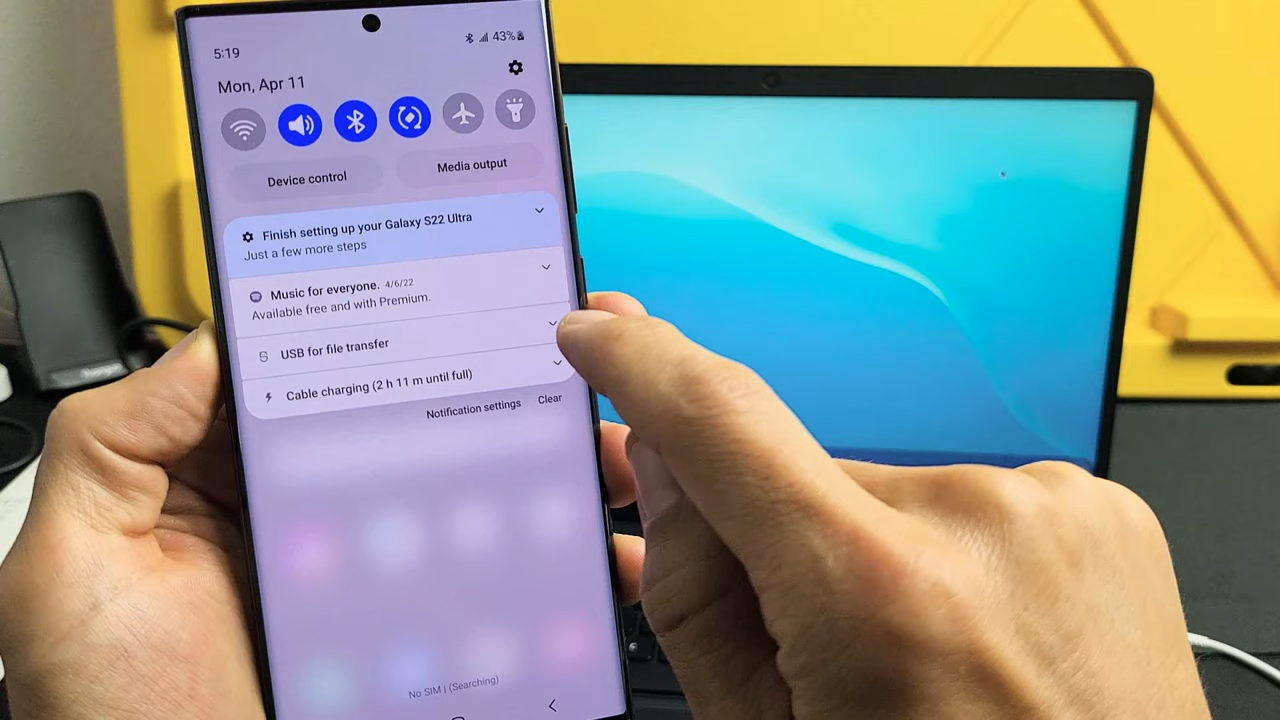 5:19
43%
Mon, Apr 11
Device control
Media output
Finish setting up your Galaxy S22 Ultra
Just a few more steps
Music for everyone. 4/6/22
Available free and with Premium.
USB for file transfer
Cable charging (2 h 11 m until full)
Notification settings
Clear
No SIM | (Searching)